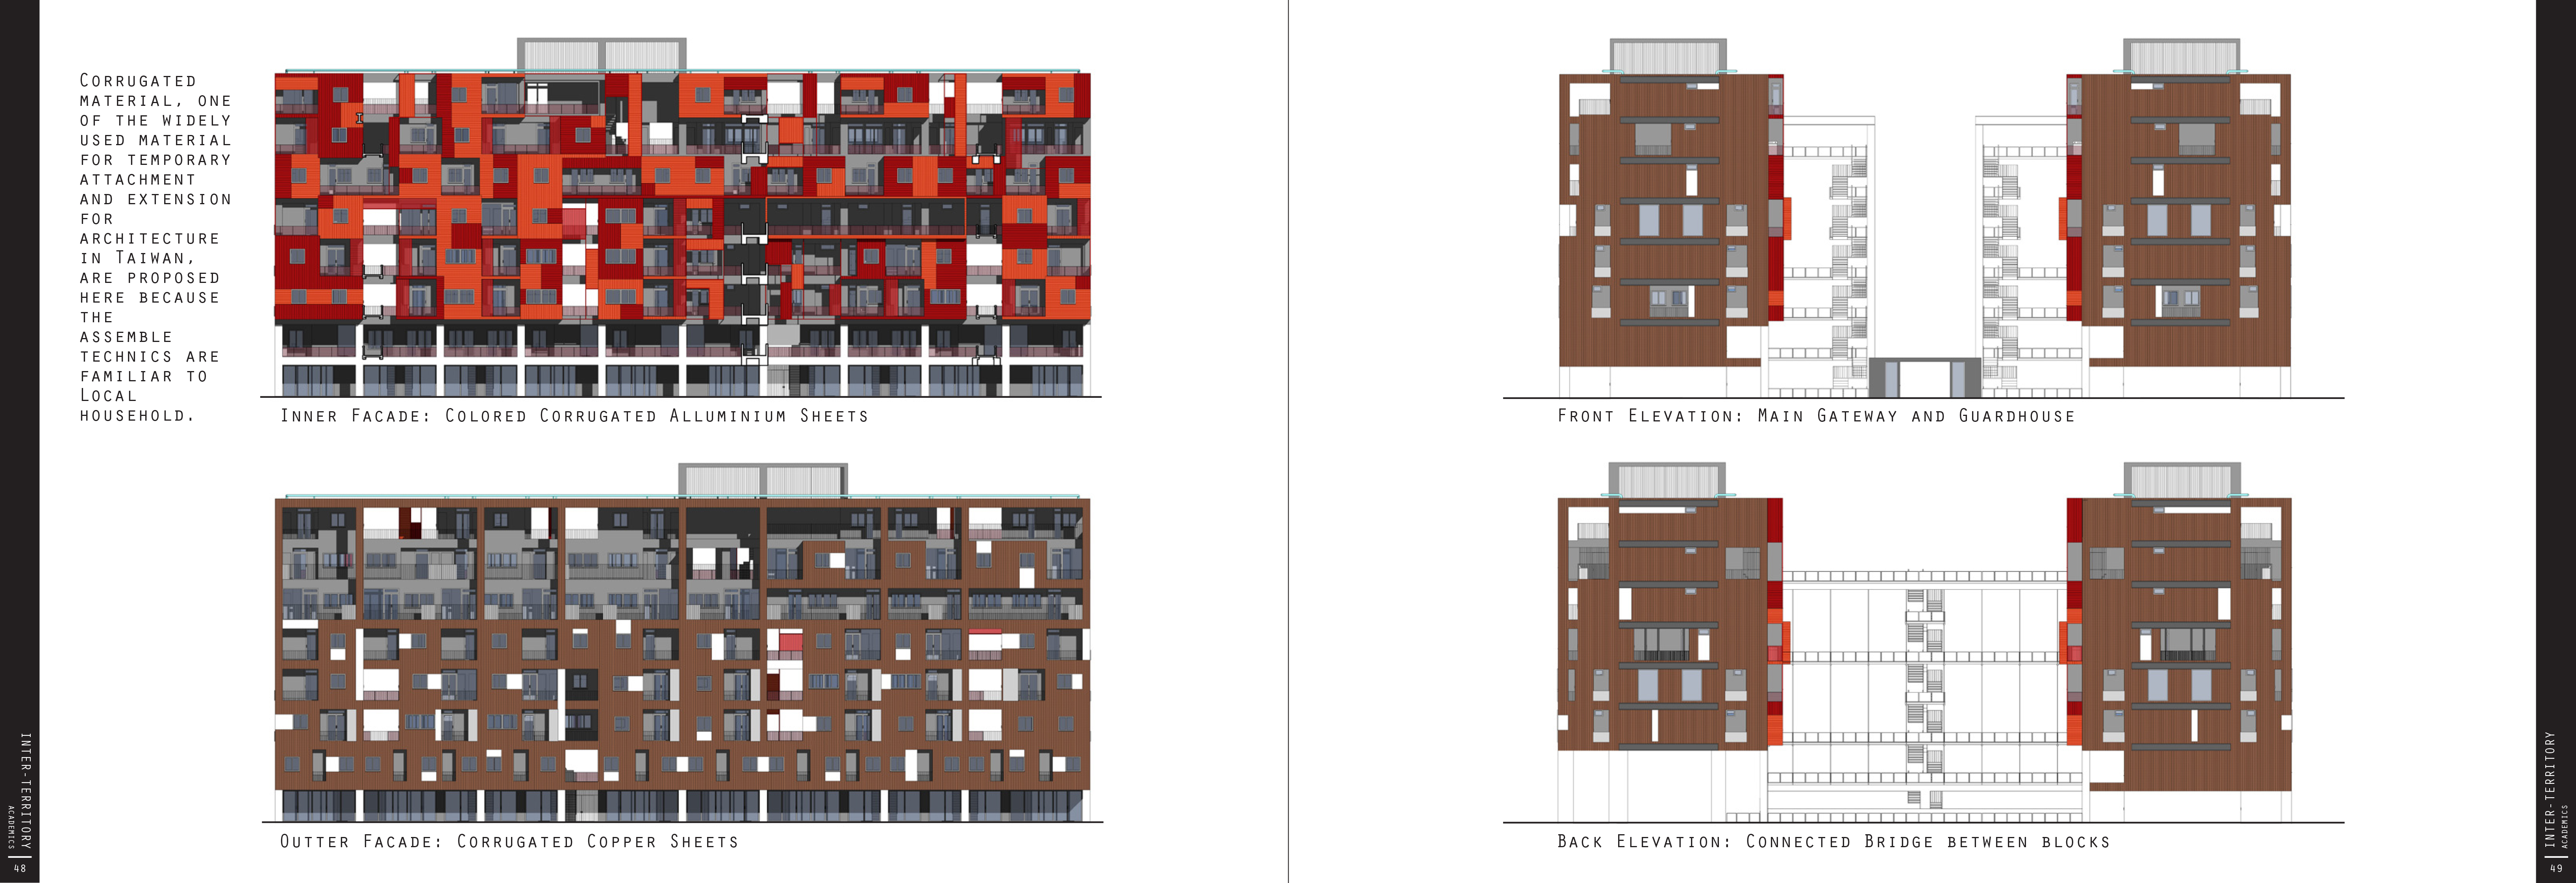 Corrugated
material, one
of the widely
used material
for temporary
attachment
and extension
for
architecture
in Taiwan,
are proposed
here because
the
assemble
technics are
familiar to
Local
household.
Inner Facade: Colored Corrugated Alluminium Sheets
Outter Facade: Corrugated Copper Sheets
INTER-TERRITORY
ACADEMICS
48
Front Elevation: Main Gateway and Guardhouse
Back Elevation: Connected Bridge between blocks
INTER-TERRITORY
ACADEMICS
49